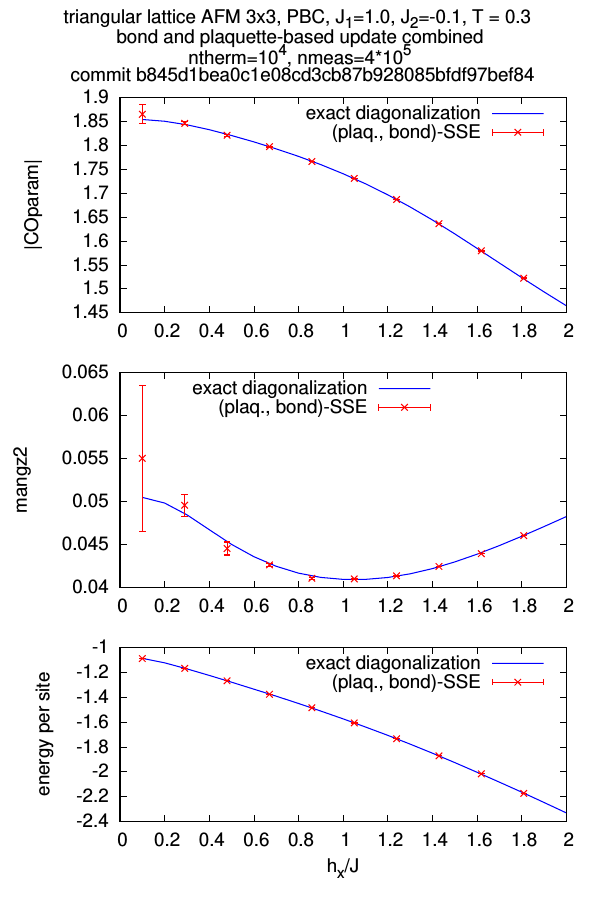 triangular lattice AFM 3x3, PBC, J₁=1.0, J₂=-0.1, T = 0.3
bond and plaquette-based update combined
ntherm=10⁴, nmeas=4*10⁵
commit b845d1bea0c1e08cd3cb87b928085bfdf97bef84
1.9
1.85
1.8
1.75
1.7
1.65
1.6
1.55
1.5
1.45
|COparam|
exact diagonalization
(plaq., bond)-SSE
0 0.2 0.4 0.6 0.8 1 1.2 1.4 1.6 1.8 2
0.065
0.06
0.055
0.05
0.045
0.04
mangz2
exact diagonalization
(plaq., bond)-SSE
0 0.2 0.4 0.6 0.8 1 1.2 1.4 1.6 1.8 2
-1
-1.2
-1.4
-1.6
-1.8
-2
-2.2
-2.4
energy per site
exact diagonalization
(plaq., bond)-SSE
0 0.2 0.4 0.6 0.8 1 1.2 1.4 1.6 1.8 2
hₓ/J